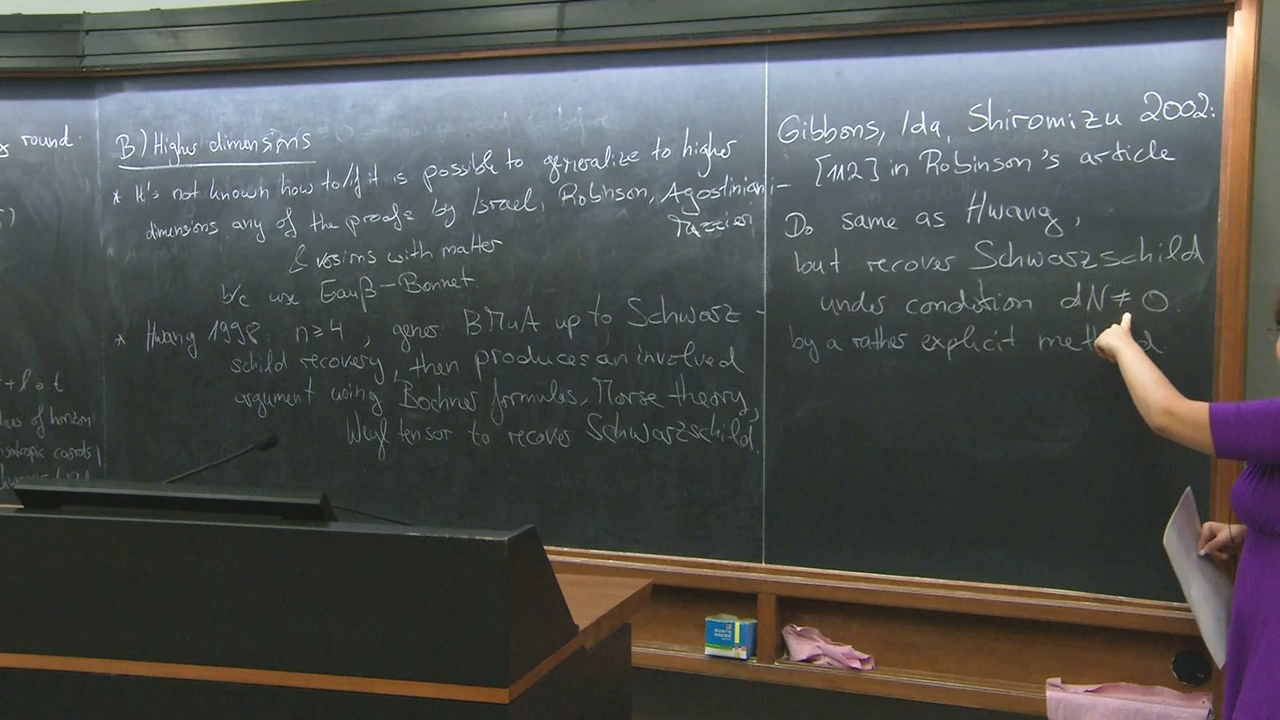 round
B) Higher dimensions
* It's not known how to/if it is possible to generalize to higher
dimensions any of the proofs by Israel, Robinson, Agostiniani-
Mazzieri
& versions with matter
b/c use Gauß-Bonnet.
* Hwang 1998, n≥4, gener BMuA up to Schwarz-
schild recovery, then produces an involved
argument using Bochner formulas, Morse theory,
Weyl tensor to recover Schwarzschild.
of horizon
Gibbons, Ida, Shiromizu 2002:
[112] in Robinson's article
Do same as Hwang,
but recover Schwarzschild
under condition dN ≠ 0.
by a rather explicit method.